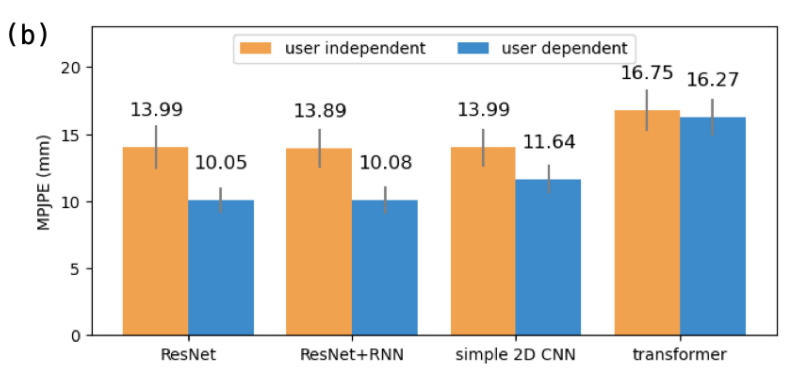 (b)
user independent user dependent
20
15
10
5
0
MPJPE (mm)
13.99 10.05 13.89 10.08 13.99 11.64 16.75 16.27
ResNet ResNet+RNN simple 2D CNN transformer